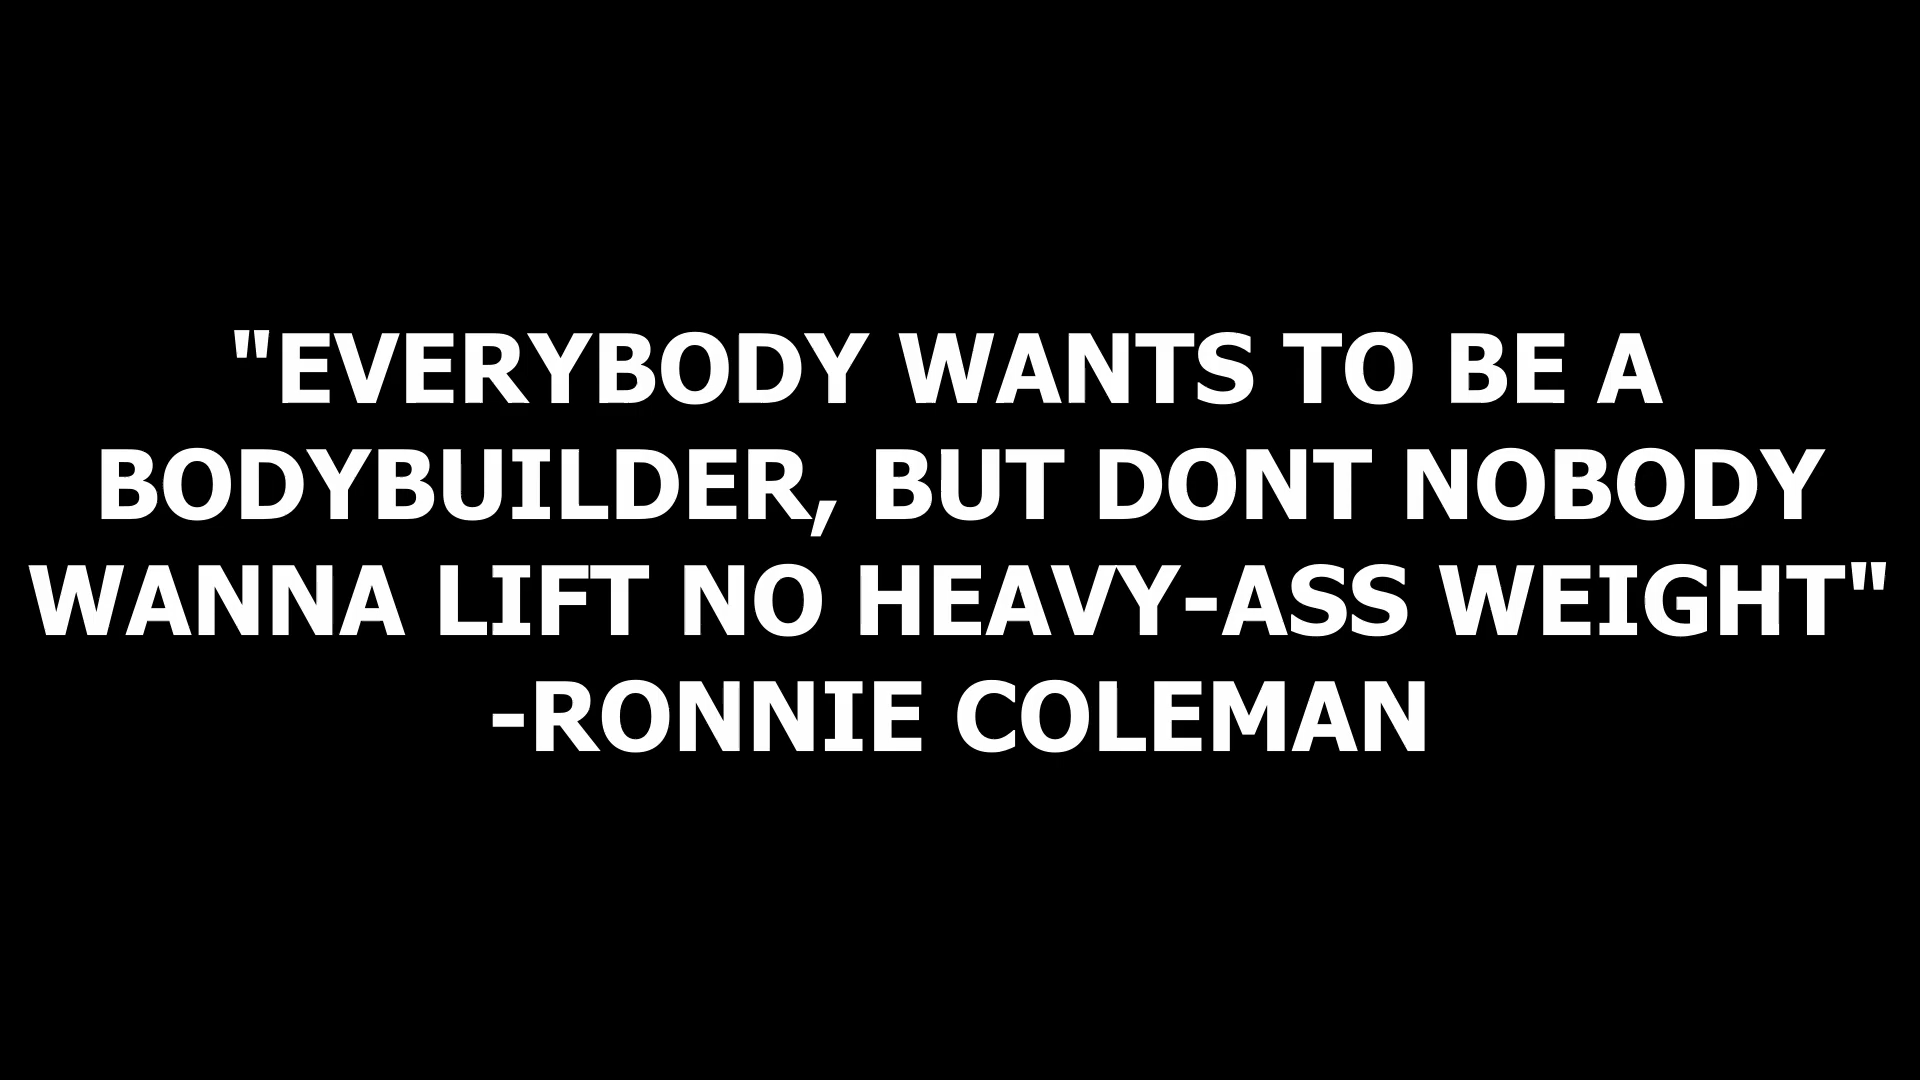 "EVERYBODY WANTS TO BE A
BODYBUILDER, BUT DONT NOBODY
WANNA LIFT NO HEAVY-ASS WEIGHT"
-RONNIE COLEMAN